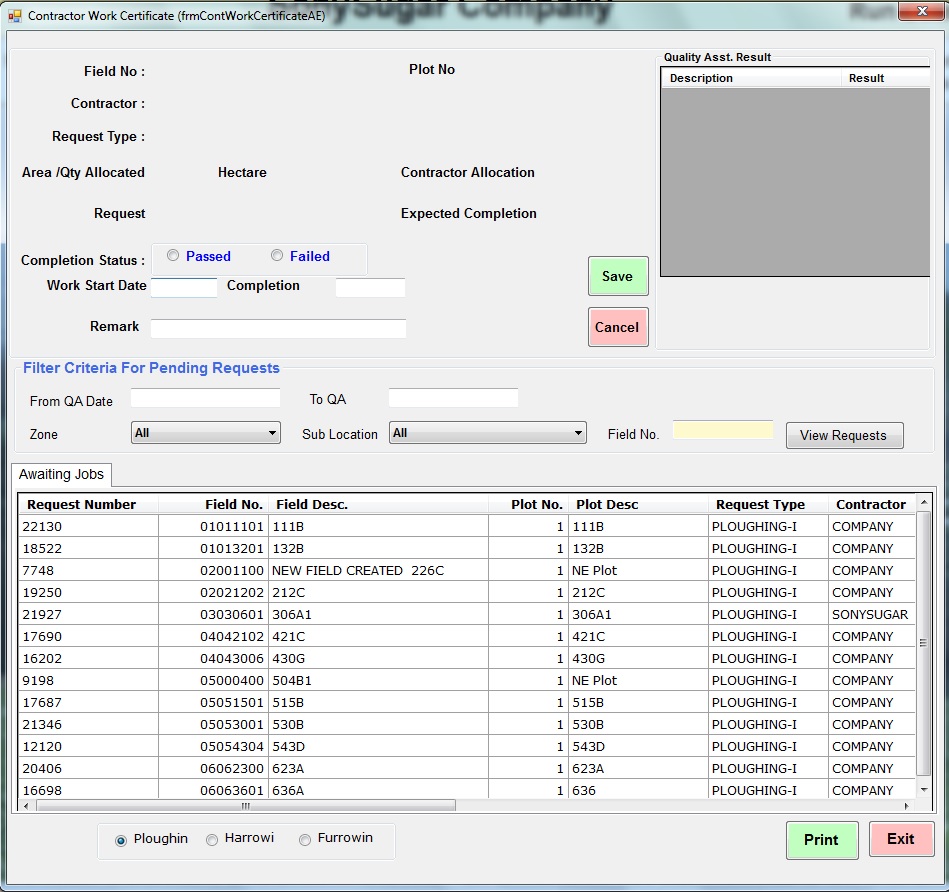 Contractor Work Certificate (frmContWorkCertificateAE)
Field No :
Plot No
Quality Asst. Result
Description Result
Contractor :
Request Type :
Area /Qty Allocated Hectare Contractor Allocation
Request Expected Completion
Completion Status : Passed Failed
Work Start Date Completion
Save
Remark
Cancel
Filter Criteria For Pending Requests
From QA Date To QA
Zone All Sub Location All Field No. View Requests
Awaiting Jobs
Request Number Field No. Field Desc. Plot No. Plot Desc Request Type Contractor
22130 01011101 111B 1 111B PLOUGHING-I COMPANY
18522 01013201 132B 1 132B PLOUGHING-I COMPANY
7748 02001100 NEW FIELD CREATED 226C 1 NE Plot PLOUGHING-I COMPANY
19250 02021202 212C 1 212C PLOUGHING-I COMPANY
21927 03030601 306A1 1 306A1 PLOUGHING-I SONYSUGAR
17690 04042102 421C 1 421C PLOUGHING-I COMPANY
16202 04043006 430G 1 430G PLOUGHING-I COMPANY
9198 05000400 504B1 1 NE Plot PLOUGHING-I COMPANY
17687 05051501 515B 1 515B PLOUGHING-I COMPANY
21346 05053001 530B 1 530B PLOUGHING-I COMPANY
12120 05054304 543D 1 543D PLOUGHING-I COMPANY
20406 06062300 623A 1 623A PLOUGHING-I COMPANY
16698 06063601 636A 1 636 PLOUGHING-I COMPANY
Ploughin Harrowi Furrowin Print Exit